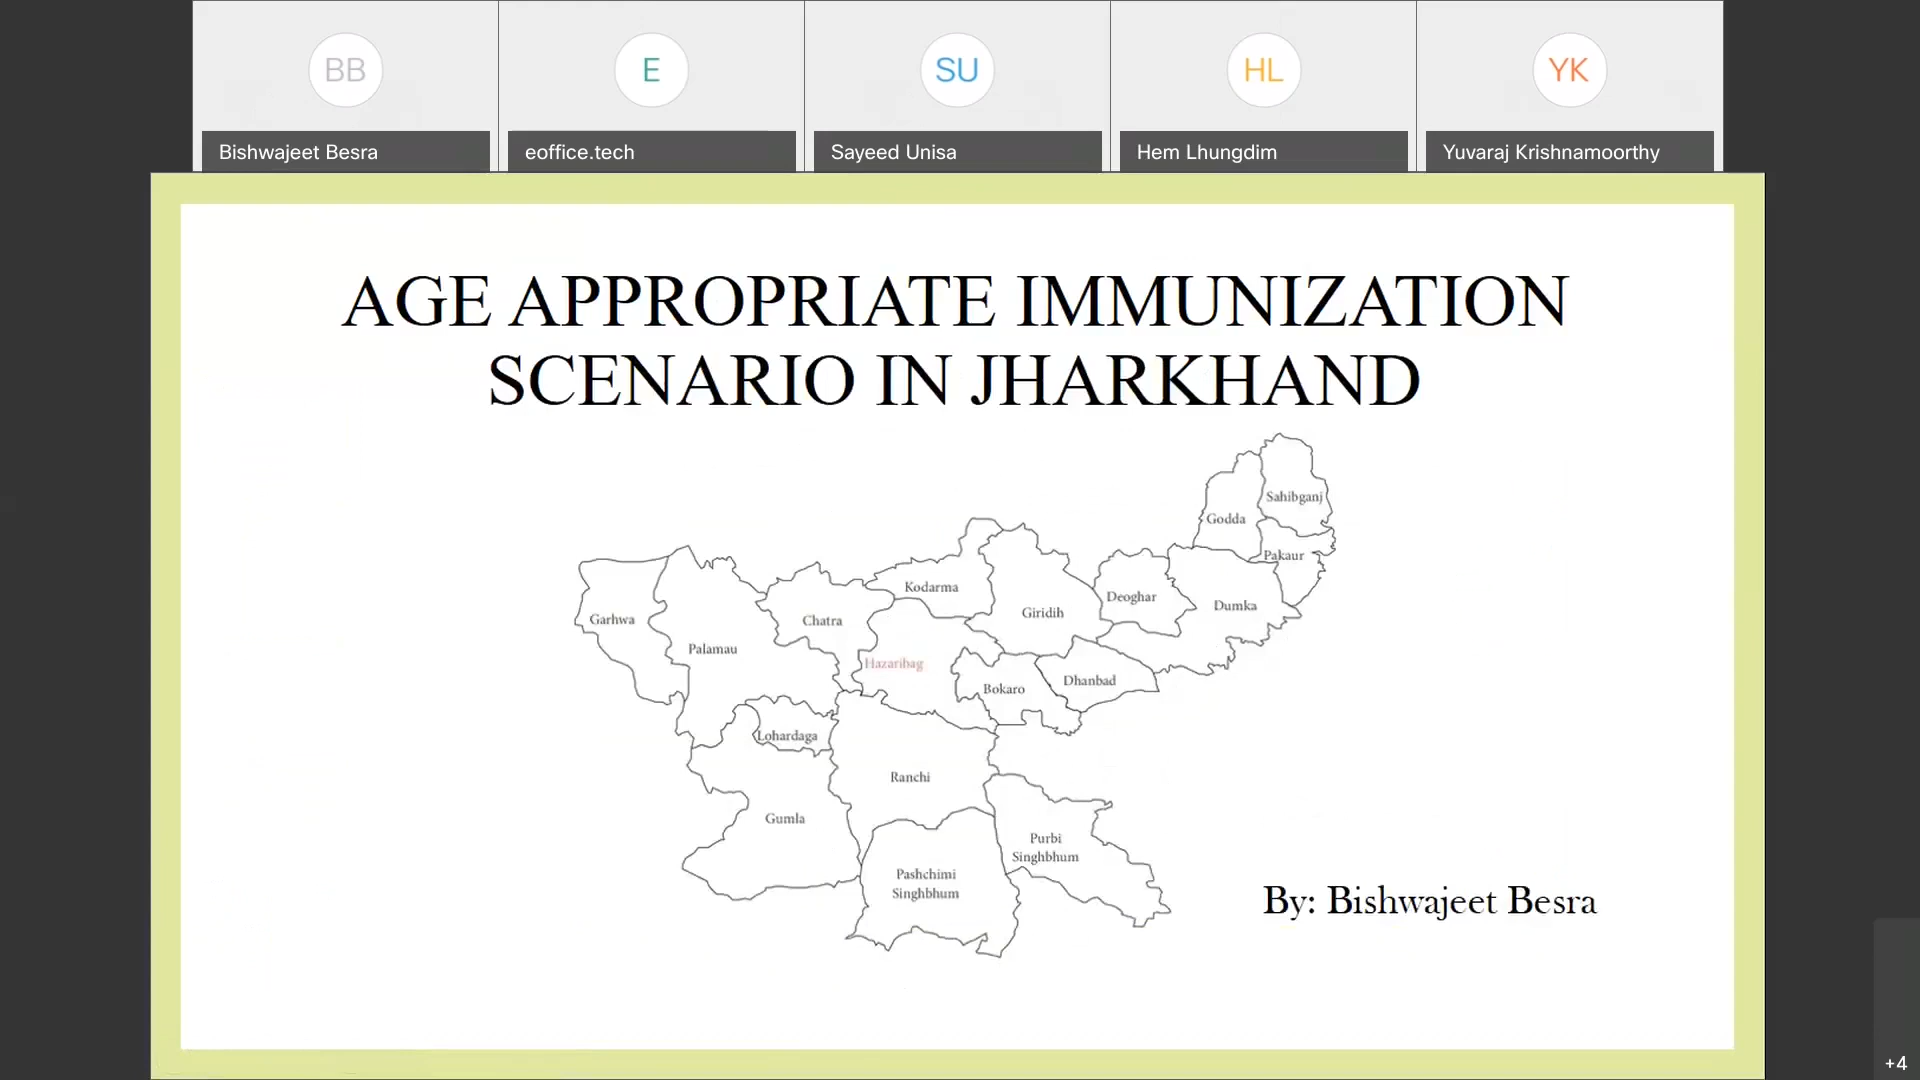 BB
E
SU
HL
YK
Bishwajeet Besra
eoffice.tech
Sayeed Unisa
Hem Lhungdim
Yuvaraj Krishnamoorthy
AGE APPROPRIATE IMMUNIZATION
SCENARIO IN JHARKHAND
Sahibganj
Godda
Pakaur
Kodarma
Deoghar
Dumka
Giridih
Garhwa
Chatra
Palamau
Hazaribag
Dhanbad
Bokaro
Lohardaga
Ranchi
Gumla
Purbi
Singhbhum
Pashchimi
Singhbhum
By: Bishwajeet Besra
+4